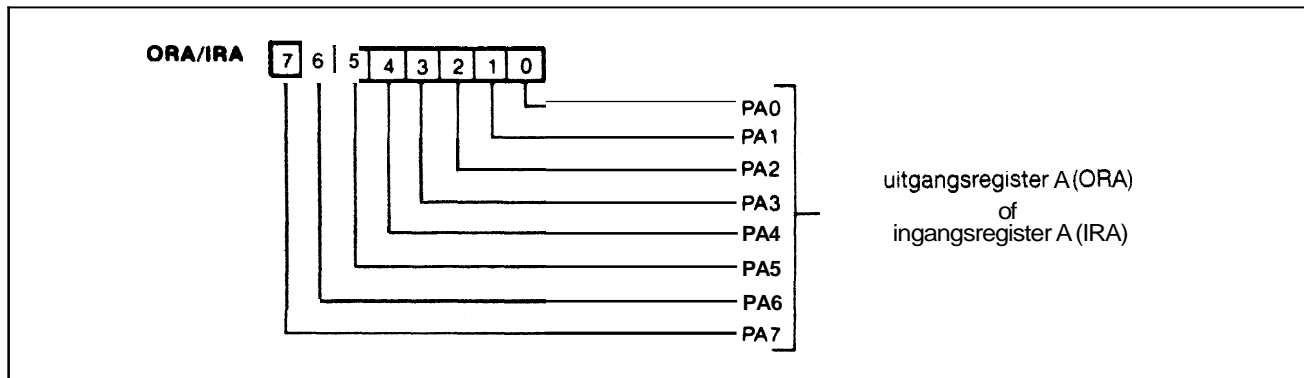 ORA/IRA 7 6 5 4 3 2 1 0
PA0
PA1
PA2
PA3
PA4
PA5
PA6
PA7
uitgangsregister A (ORA)
of
ingangsregister A (IRA)